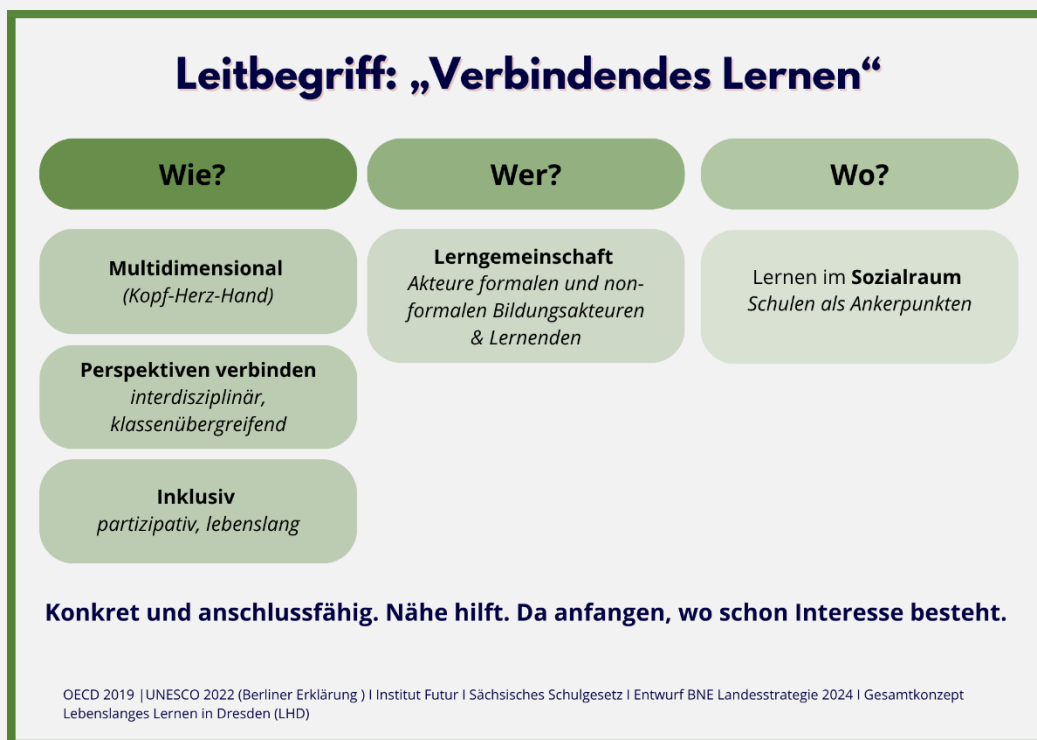 Leitbegriff: „Verbindendes Lernen“
Wie?
Wer?
Wo?
Multidimensional
(Kopf-Herz-Hand)
Perspektiven verbinden
interdisziplinär,
klassenübergreifend
Inklusiv
partizipativ, lebenslang
Lerngemeinschaft
Akteure formalen und non-
formalen Bildungsakteuren
& Lernenden
Lernen im Sozialraum
Schulen als Ankerpunkten
Konkret und anschlussfähig. Nähe hilft. Da anfangen, wo schon Interesse besteht.
OECD 2019 |UNESCO 2022 (Berliner Erklärung ) I Institut Futur I Sächsisches Schulgesetz I Entwurf BNE Landesstrategie 2024 I Gesamtkonzept
Lebenslanges Lernen in Dresden (LHD)